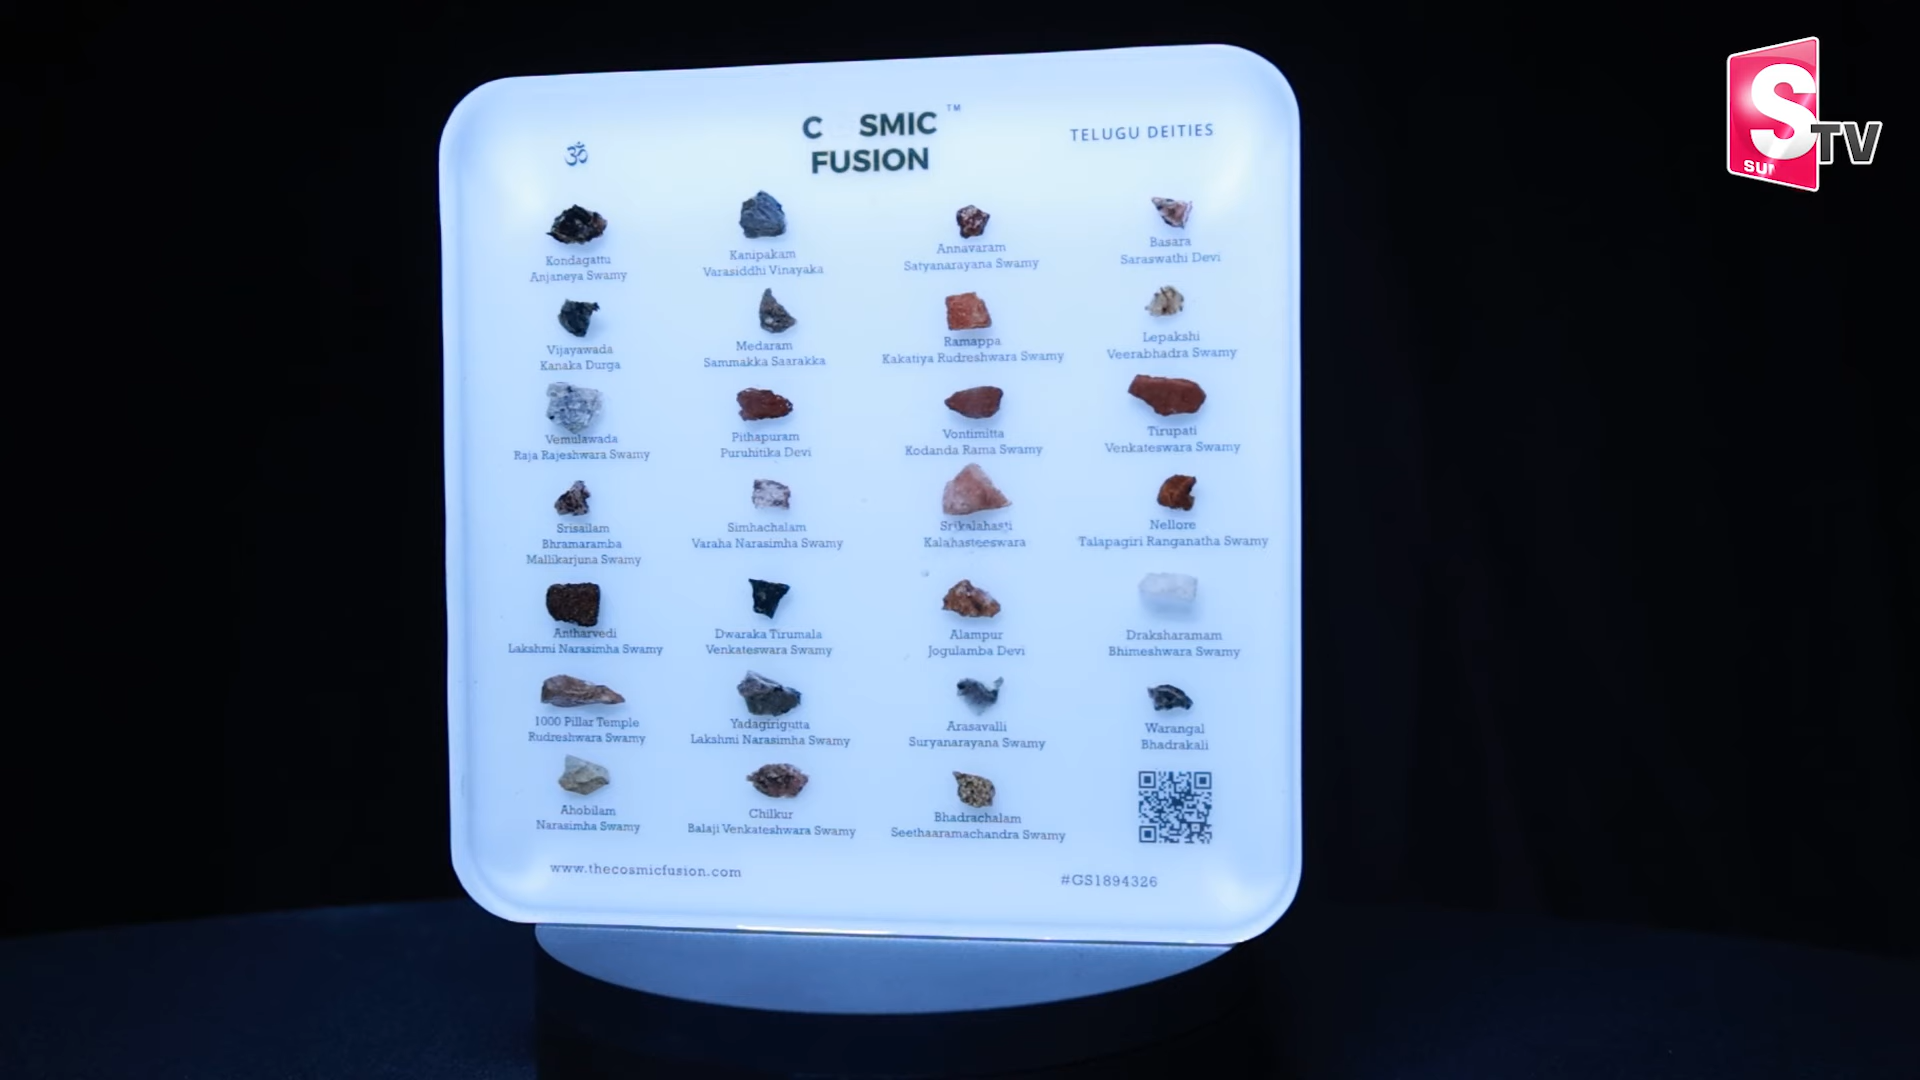 ॐ
C SMIC ™
FUSION
TELUGU DEITIES
Kondagattu
Anjaneya Swamy
Kanipakam
Varasiddhi Vinayaka
Annavaram
Satyanarayana Swamy
Basara
Saraswathi Devi
Vijayawada
Kanaka Durga
Medaram
Sammakka Saarakka
Ramappa
Kakatiya Rudreshwara Swamy
Lepakshi
Veerabhadra Swamy
Vemulawada
Raja Rajeshwara Swamy
Pithapuram
Puruhitika Devi
Vontimitta
Kodanda Rama Swamy
Tirupati
Venkateswara Swamy
Srisailam
Bhramaramba
Mallikarjuna Swamy
Simhachalam
Varaha Narasimha Swamy
Srikalahasti
Kalahasteeswara
Nellore
Talapagiri Ranganatha Swamy
Antharvedi
Lakshmi Narasimha Swamy
Dwaraka Tirumala
Venkateswara Swamy
Alampur
Jogulamba Devi
Draksharamam
Bhimeshwara Swamy
1000 Pillar Temple
Rudreshwara Swamy
Yadagirigutta
Lakshmi Narasimha Swamy
Arasavalli
Suryanarayana Swamy
Warangal
Bhadrakali
Ahobilam
Narasimha Swamy
Chilkur
Balaji Venkateshwara Swamy
Bhadrachalam
Seethaaramachandra Swamy
www.thecosmicfusion.com
#GS1894326
S TV
SUN